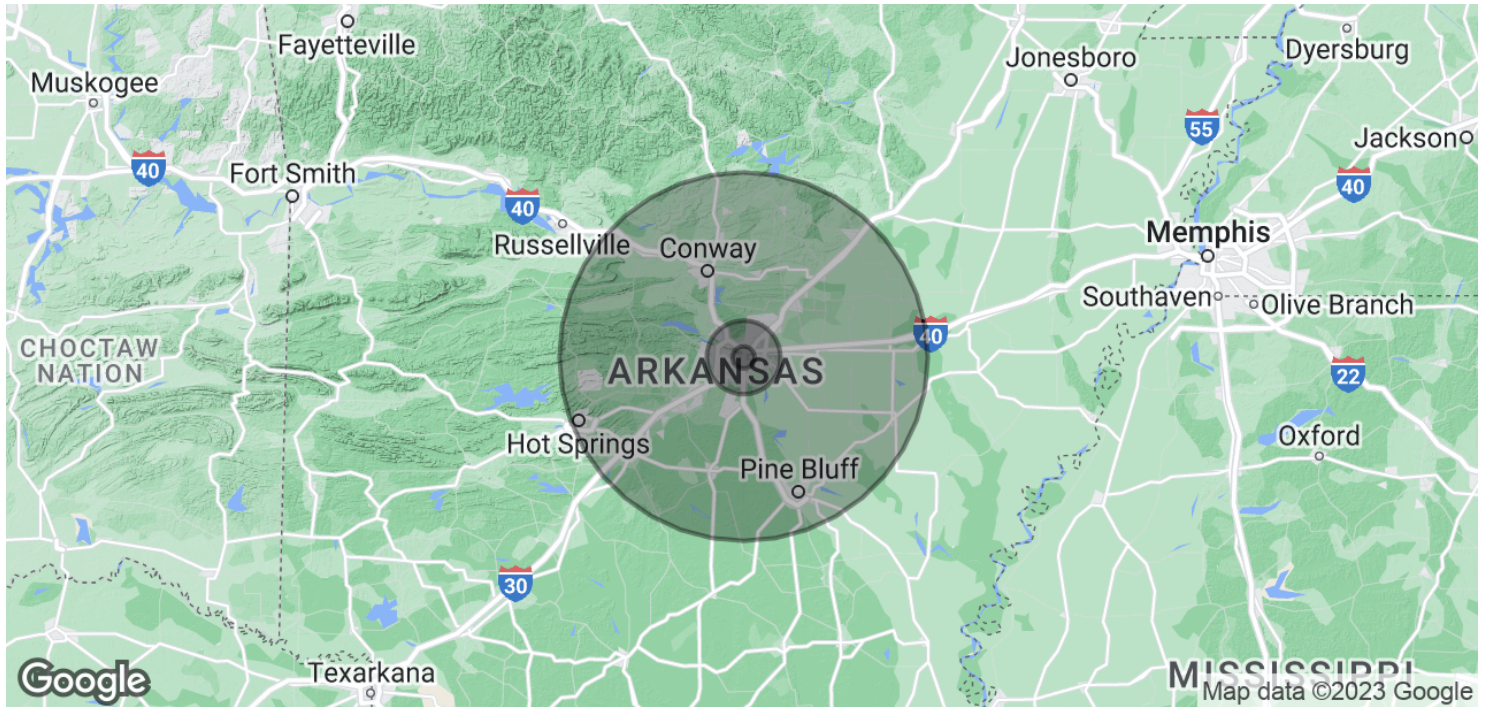 Fayetteville
Dyersburg
Jonesboro
Muskogee
55
Jackson
40
Fort Smith
40
40
Russellville
Conway
Memphis
Southaven
Olive Branch
40
CHOCTAW
NATION
ARKANSAS
22
Hot Springs
Oxford
Pine Bluff
30
Texarkana
MISSISSIPPI
Google
Map data ©2023 Google